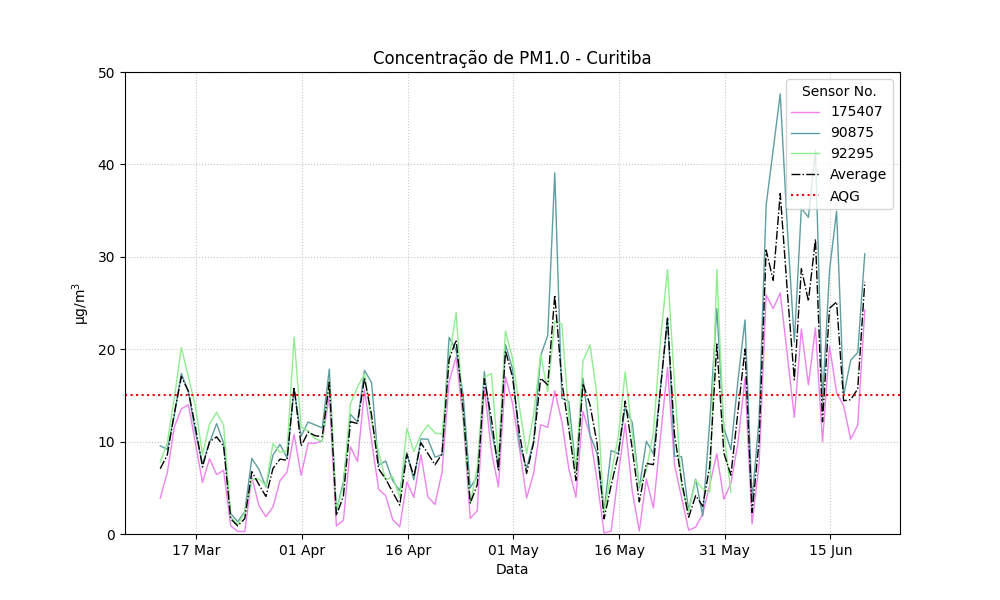 Concentração de PM1.0 - Curitiba
50
40
30
20
10
0
µg/m³
17 Mar
01 Apr
16 Apr
01 May
16 May
31 May
15 Jun
Data
Sensor No.
175407
90875
92295
Average
AQG